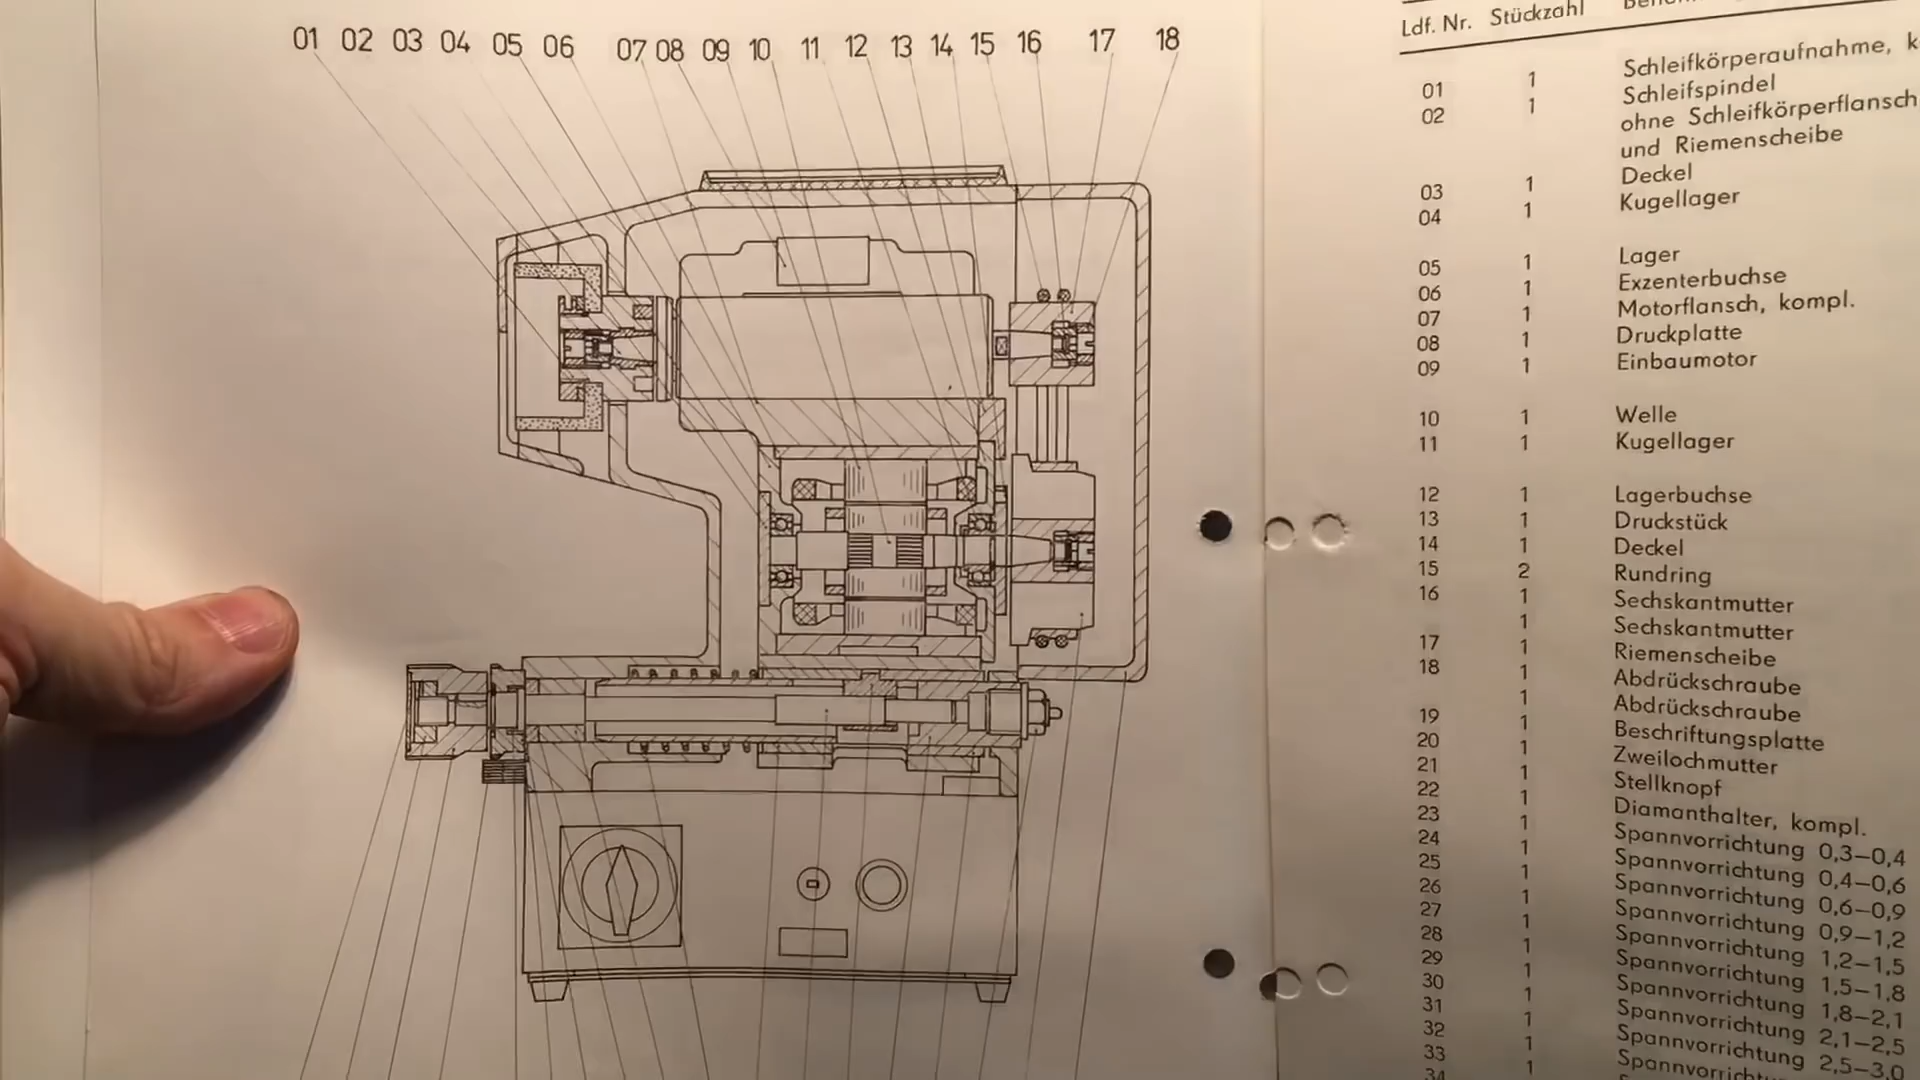 01 02 03 04 05 06 07 08 09 10 11 12 13 14 15 16 17 18
Ldf. Nr. Stückzahl
01 1 Schleifkörperaufnahme,
02 1 Schleifspindel
ohne Schleifkörperflansch
und Riemenscheibe
03 1 Deckel
04 1 Kugellager
05 1 Lager
06 1 Exzenterbuchse
07 1 Motorflansch, kompl.
08 1 Druckplatte
09 1 Einbaumotor
10 1 Welle
11 1 Kugellager
12 1 Lagerbuchse
13 1 Druckstück
14 1 Deckel
15 2 Rundring
16 1 Sechskantmutter
1 Sechskantmutter
17 1 Riemenscheibe
18 1 Abdrückschraube
1 Abdrückschraube
19 1 Beschriftungsplatte
20 1 Zweilochmutter
21 1 Stellknopf
22 1 Diamanthalter, kompl.
23 1 Spannvorrichtung 0,3–0,4
24 1 Spannvorrichtung 0,4–0,6
25 1 Spannvorrichtung 0,6–0,9
26 1 Spannvorrichtung 0,9–1,2
27 1 Spannvorrichtung 1,2–1,5
28 1 Spannvorrichtung 1,5–1,8
29 1 Spannvorrichtung 1,8–2,1
30 1 Spannvorrichtung 2,1–2,5
31 1 Spannvorrichtung 2,5–3,0
32 1
33 1
34